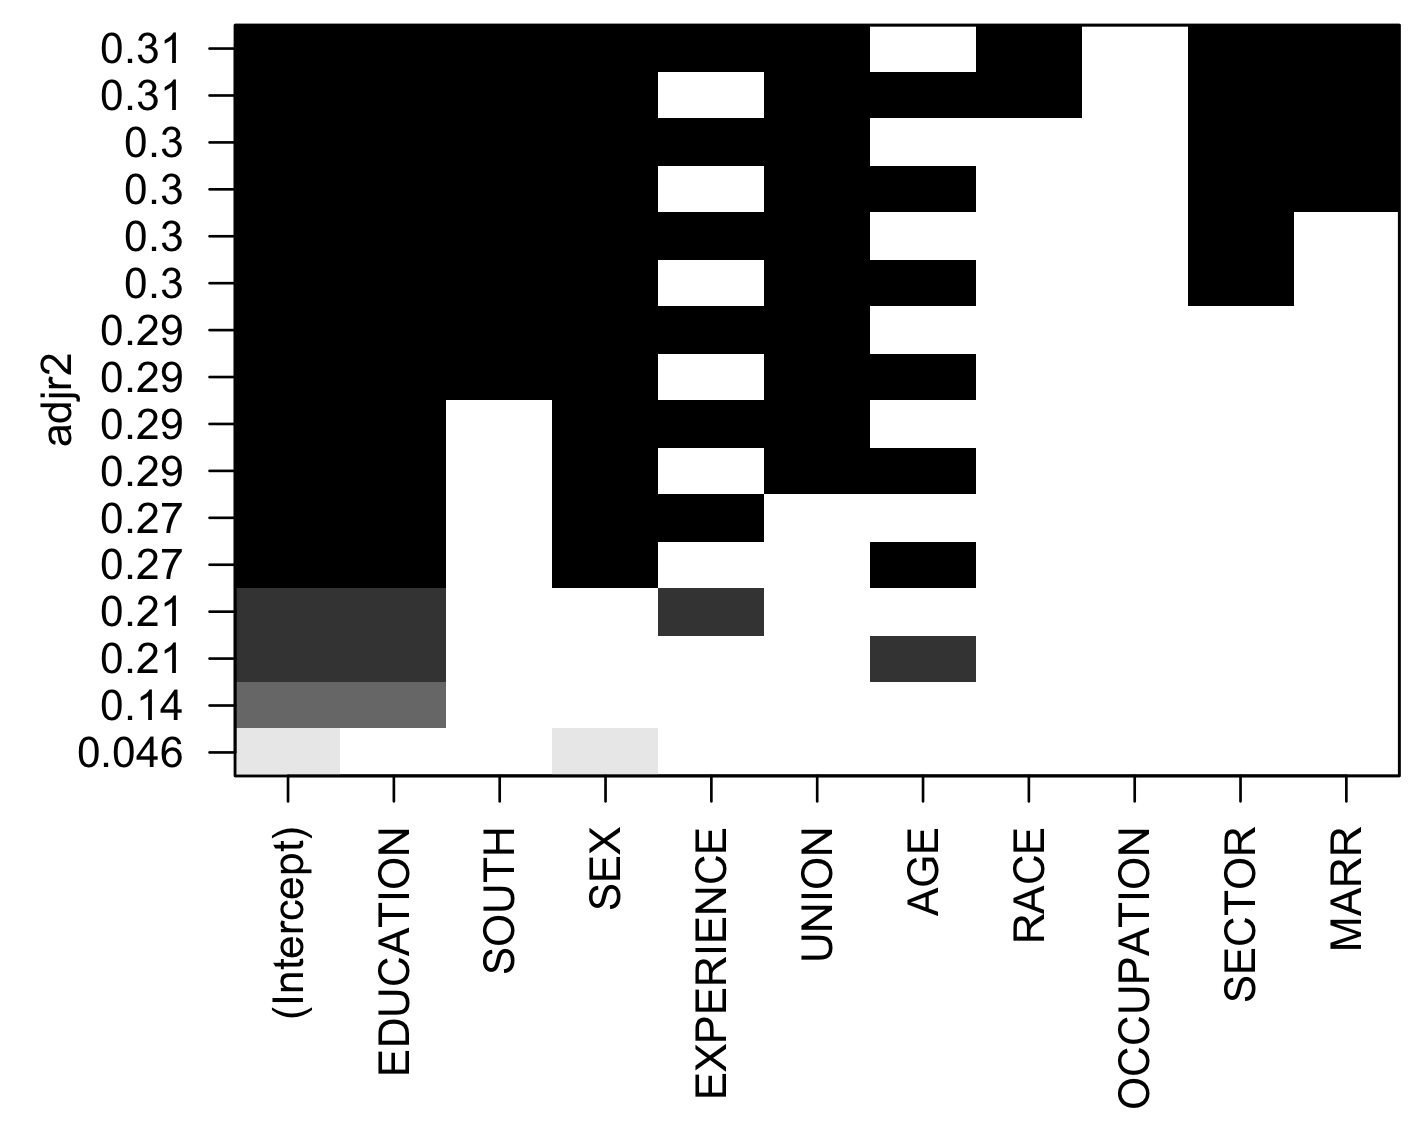 0.31
0.31
0.3
0.3
0.3
0.3
0.29
0.29
0.29
0.29
0.27
0.27
0.21
0.21
0.14
0.046
adjr2
(Intercept)
EDUCATION
SOUTH
SEX
EXPERIENCE
UNION
AGE
RACE
OCCUPATION
SECTOR
MARR